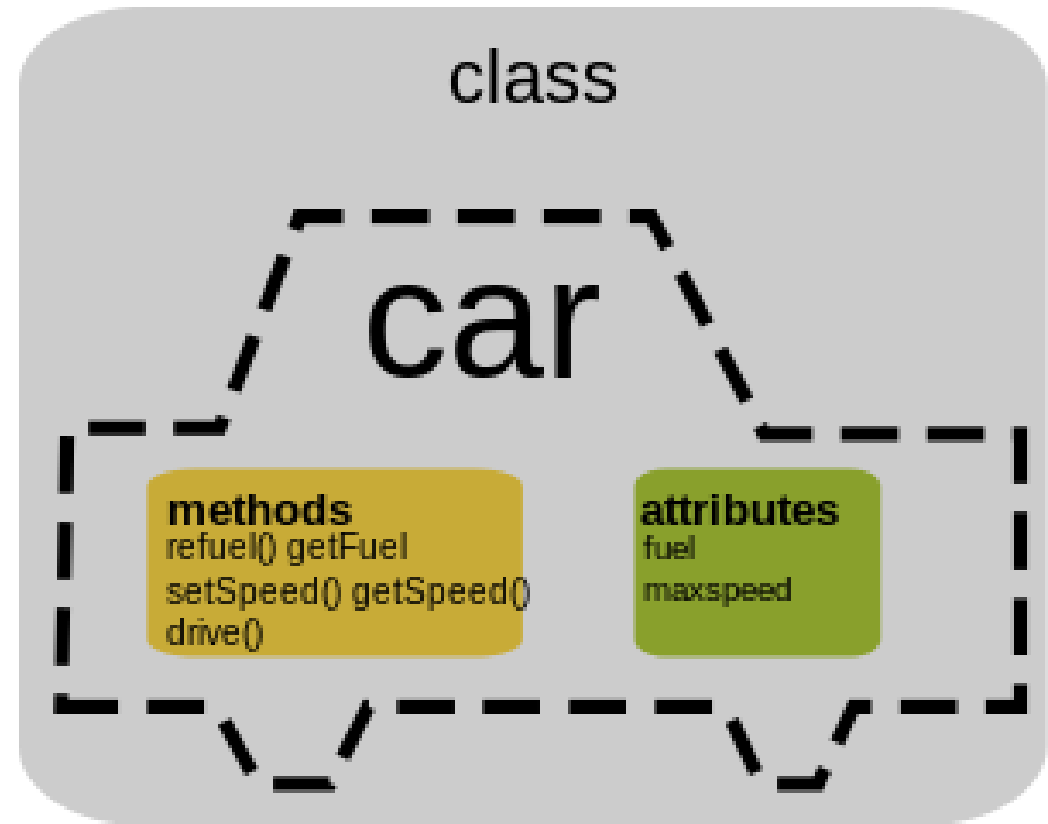 class
car
methods
refuel() getFuel
setSpeed() getSpeed()
drive()
attributes
fuel
maxspeed